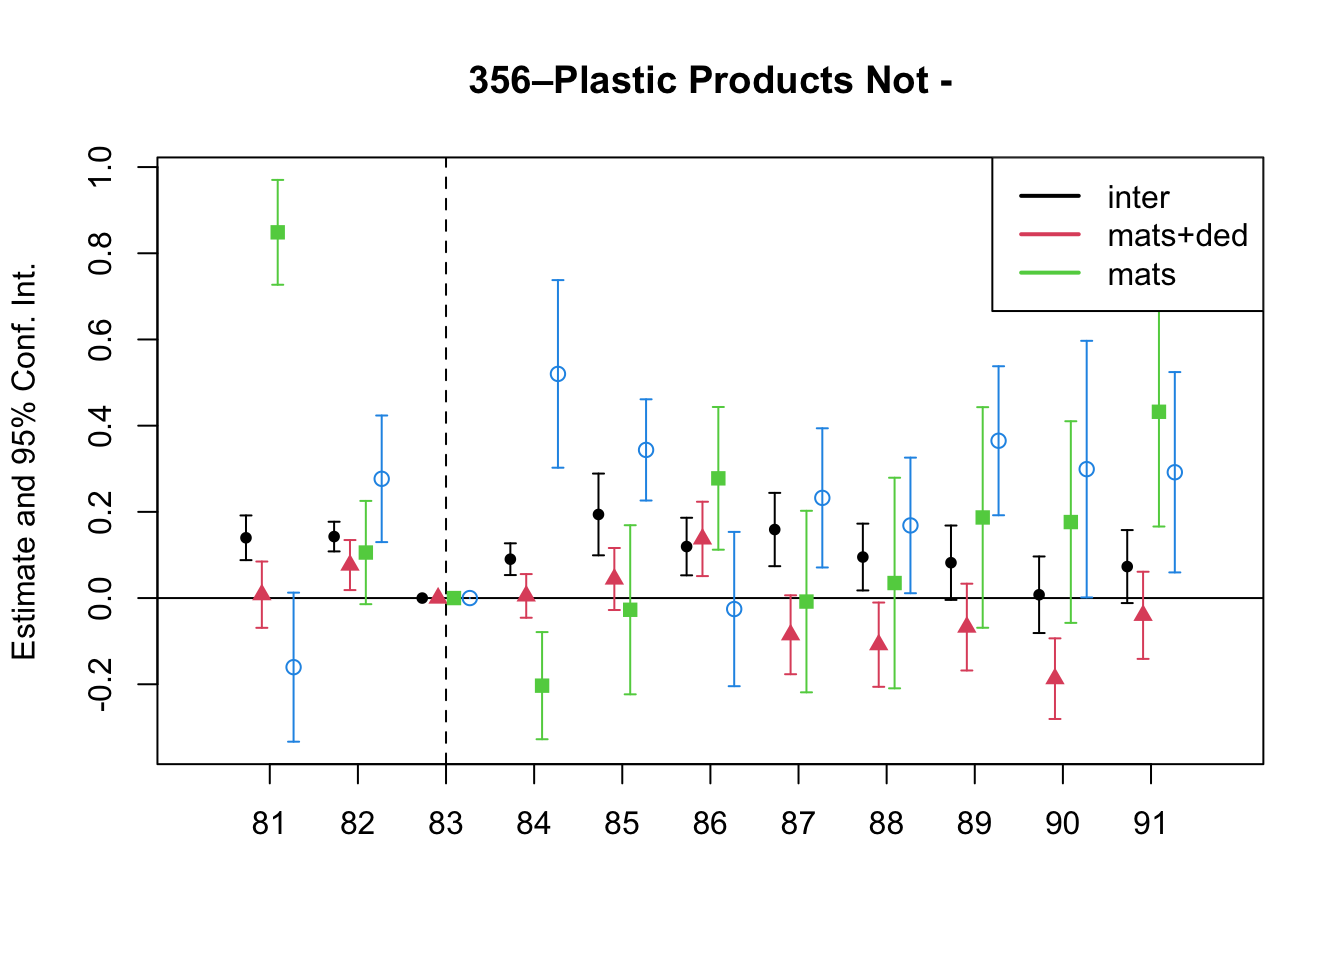 356–Plastic Products Not -
Estimate and 95% Conf. Int.
1.0
0.8
0.6
0.4
0.2
0.0
-0.2
inter
mats+ded
mats
81 82 83 84 85 86 87 88 89 90 91